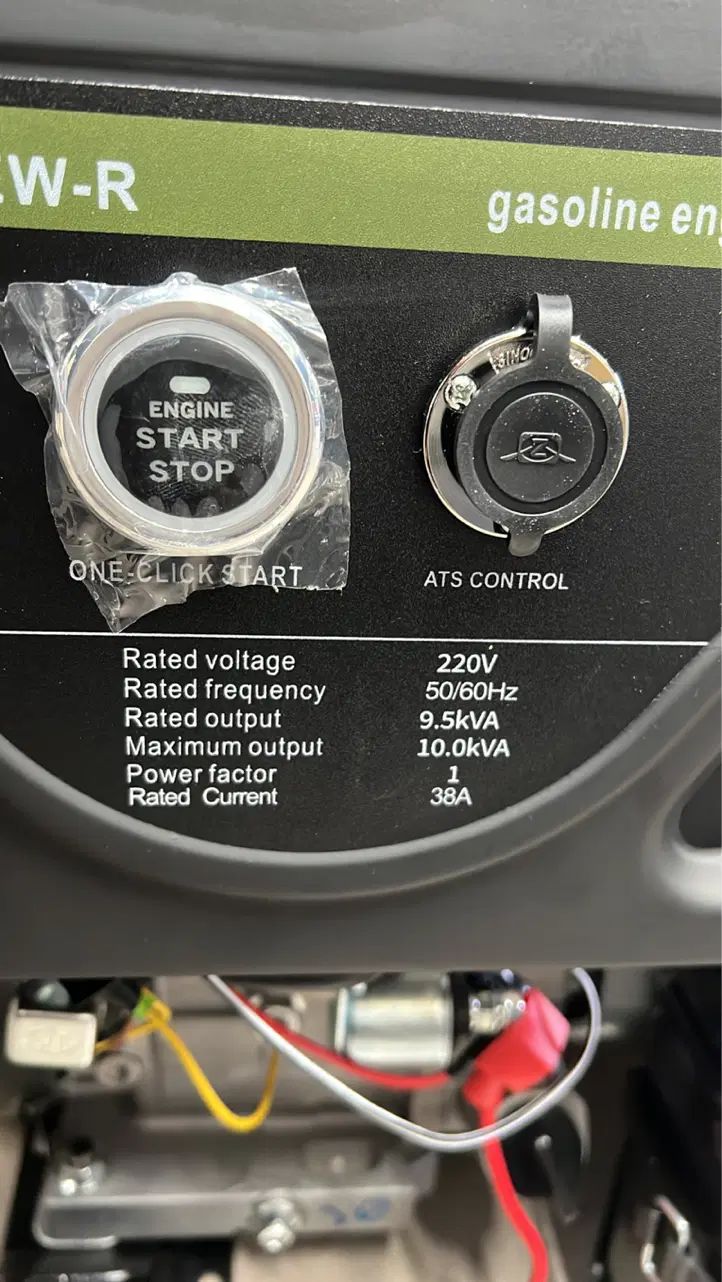 W-R
gasoline en
ENGINE
START
STOP
ONE-CLICK START
ATS CONTROL
Rated voltage 220V
Rated frequency 50/60Hz
Rated output 9.5kVA
Maximum output 10.0kVA
Power factor 1
Rated Current 38A